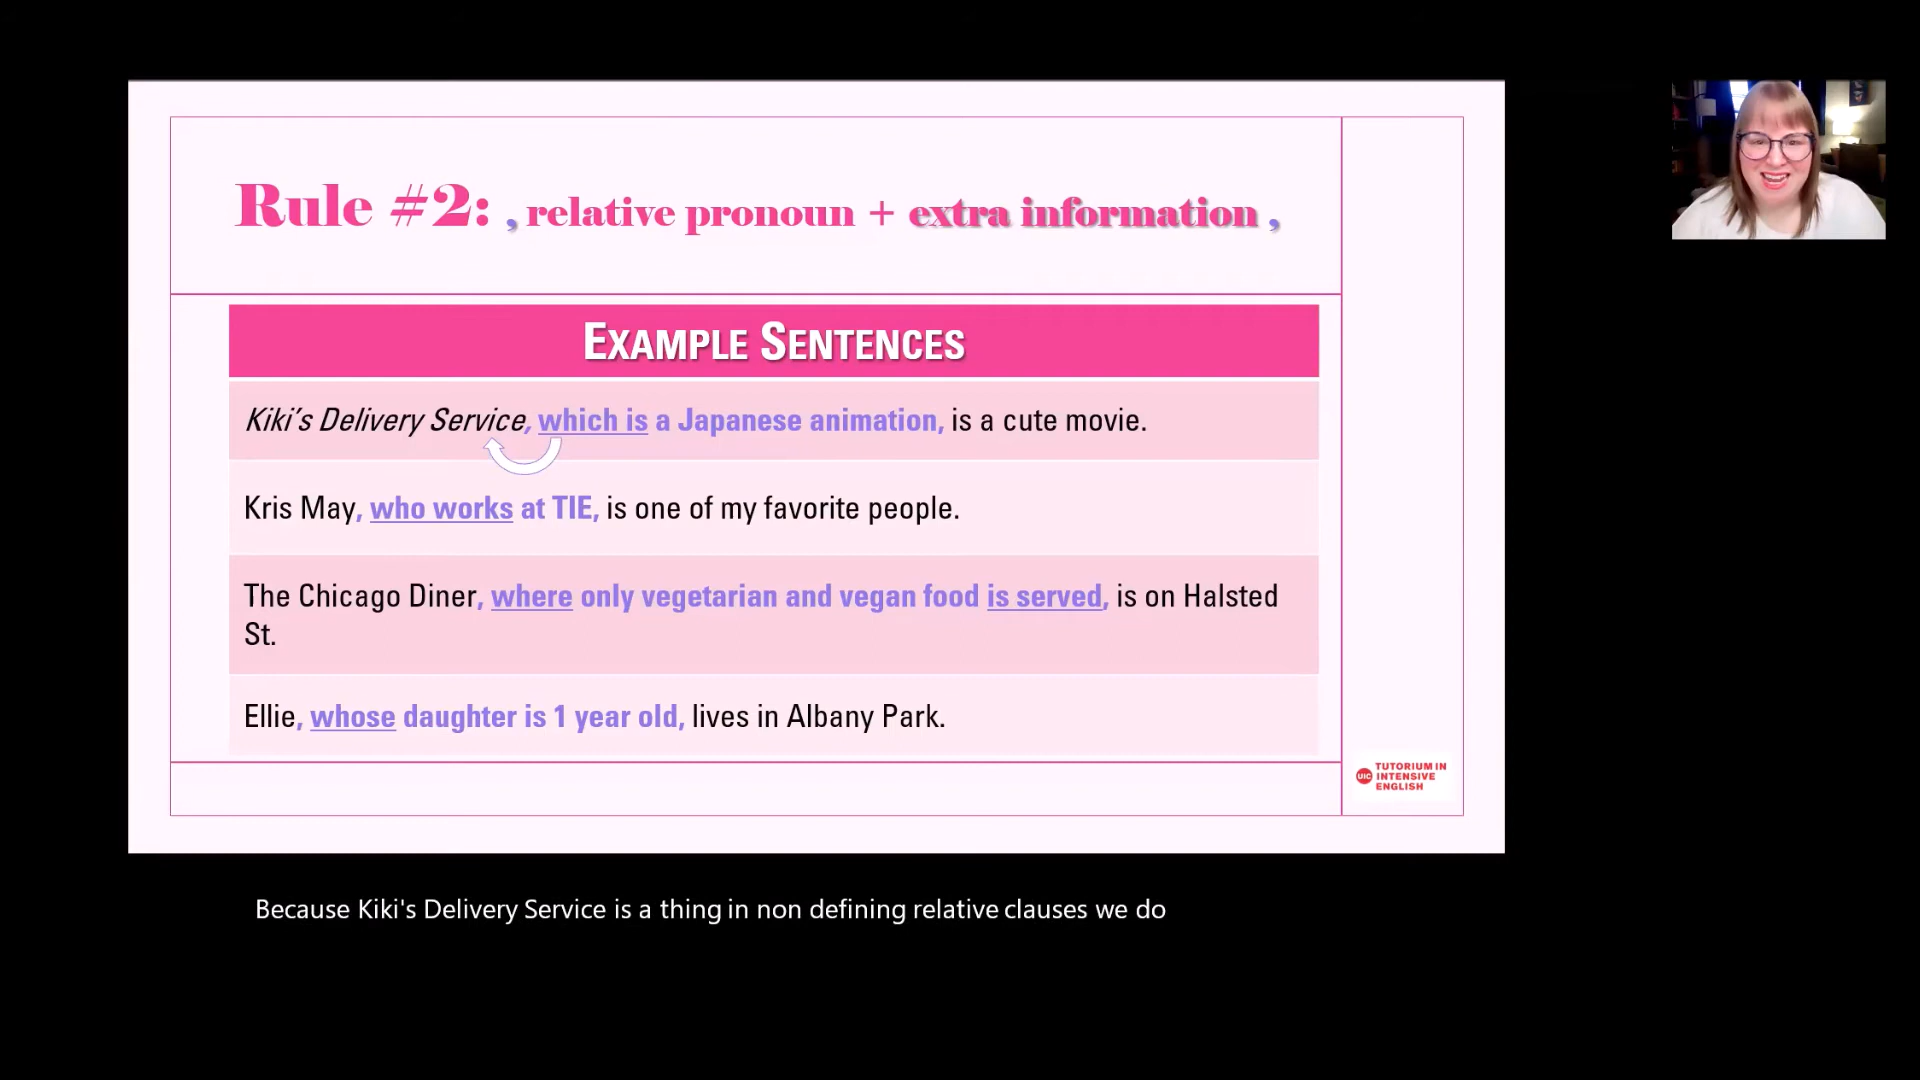 Rule #2: , relative pronoun + extra information ,
EXAMPLE SENTENCES
Kiki’s Delivery Service, which is a Japanese animation, is a cute movie.
Kris May, who works at TIE, is one of my favorite people.
The Chicago Diner, where only vegetarian and vegan food is served, is on Halsted
St.
Ellie, whose daughter is 1 year old, lives in Albany Park.
UIC
TUTORIUM IN
INTENSIVE
ENGLISH
Because Kiki's Delivery Service is a thing in non defining relative clauses we do